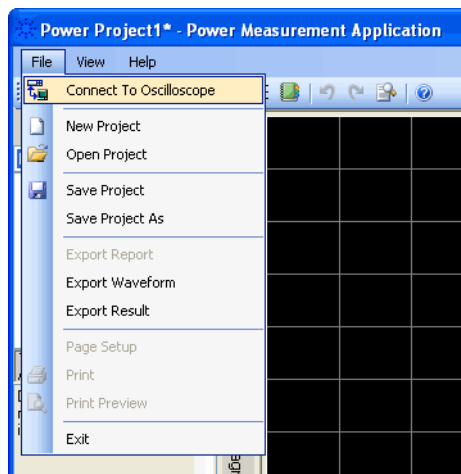 Power Project1* - Power Measurement Application
File View Help
Connect To Oscilloscope
New Project
Open Project
Save Project
Save Project As
Export Report
Export Waveform
Export Result
Page Setup
Print
Print Preview
Exit